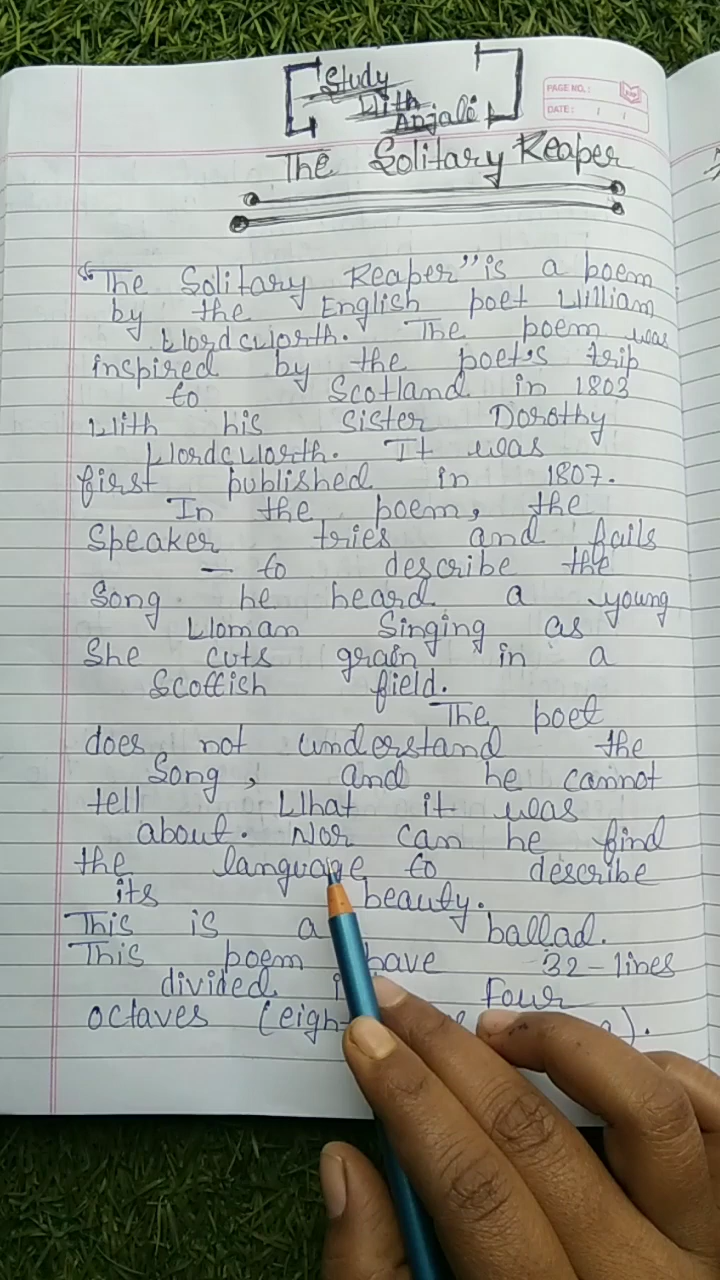 Study
With
Anjali
PAGE NO.:
DATE: / /
The Solitary Reaper
"The Solitary Reaper" is a poem
by the English poet William
Wordsworth. The poem was
inspired by the poet's trip
to Scotland in 1803
with his sister Dorothy
Wordsworth. It was
first published in 1807.
In the poem, the
Speaker tries and fails
- to describe the
Song he heard a young
Woman Singing as
She cuts grain in a
Scottish field.
The poet
does not understand the
Song, and he cannot
tell What it was
about. Nor can he find
the language to describe
its beauty.
This is a ballad.
This poem have 32-lines
divided Four
octaves (eigh